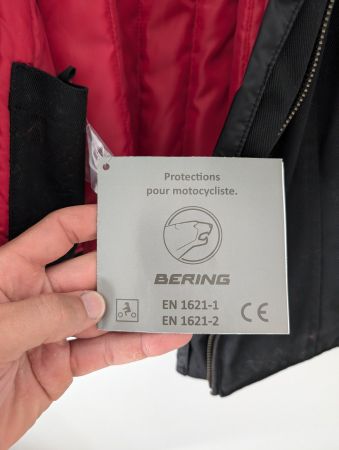 Protections
pour motocycliste.
BERING
EN 1621-1
EN 1621-2
CE